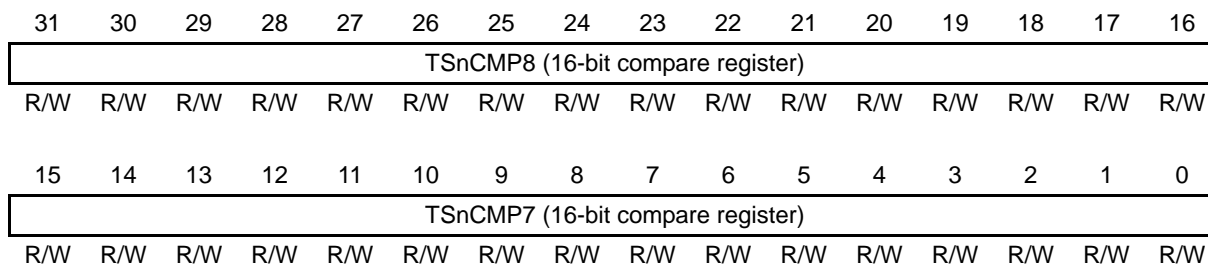 31 30 29 28 27 26 25 24 23 22 21 20 19 18 17 16
TSnCMP8 (16-bit compare register)
R/W R/W R/W R/W R/W R/W R/W R/W R/W R/W R/W R/W R/W R/W R/W R/W
15 14 13 12 11 10 9 8 7 6 5 4 3 2 1 0
TSnCMP7 (16-bit compare register)
R/W R/W R/W R/W R/W R/W R/W R/W R/W R/W R/W R/W R/W R/W R/W R/W